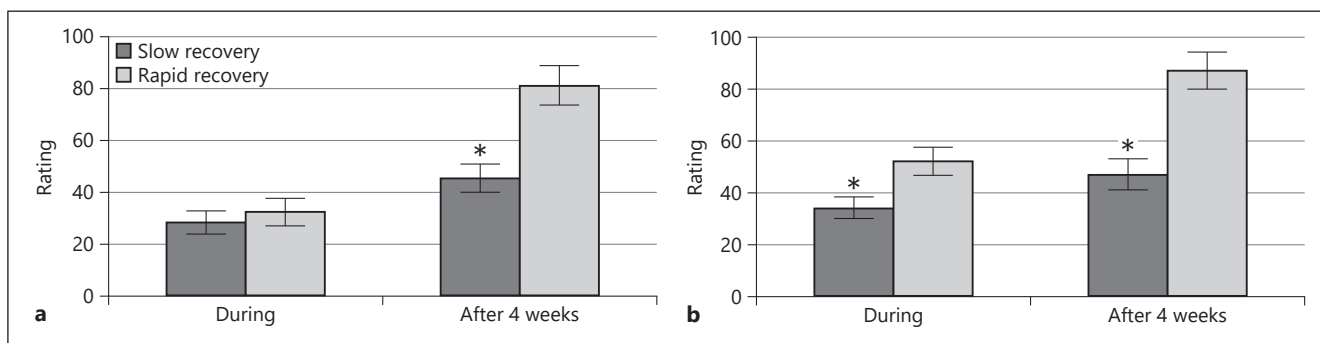 100
80
60
40
20
0
Rating
Slow recovery
Rapid recovery
*
During
After 4 weeks
a
100
80
60
40
20
0
Rating
*
*
During
After 4 weeks
b